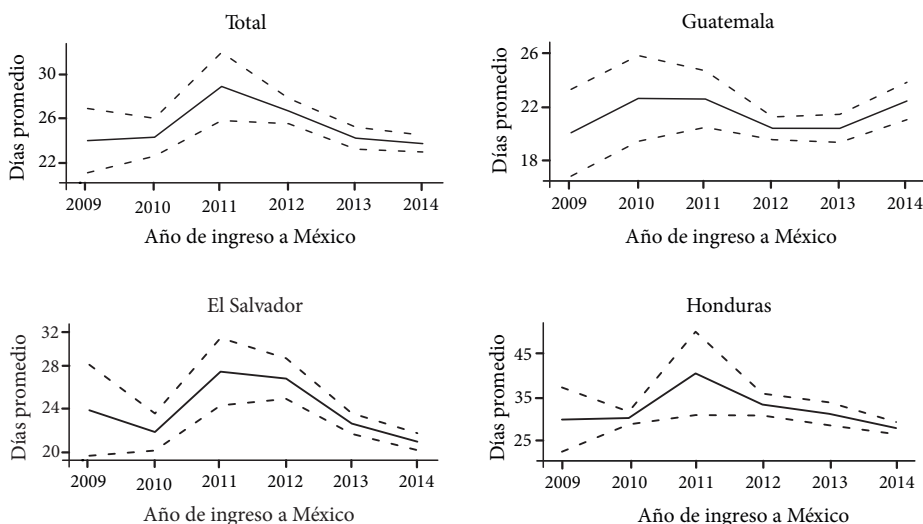 Total
Días promedio
30
26
22
2009 2010 2011 2012 2013 2014
Año de ingreso a México
Guatemala
Días promedio
26
22
18
2009 2010 2011 2012 2013 2014
Año de ingreso a México
El Salvador
Días promedio
32
28
24
20
2009 2010 2011 2012 2013 2014
Año de ingreso a México
Honduras
Días promedio
45
35
25
2009 2010 2011 2012 2013 2014
Año de ingreso a México